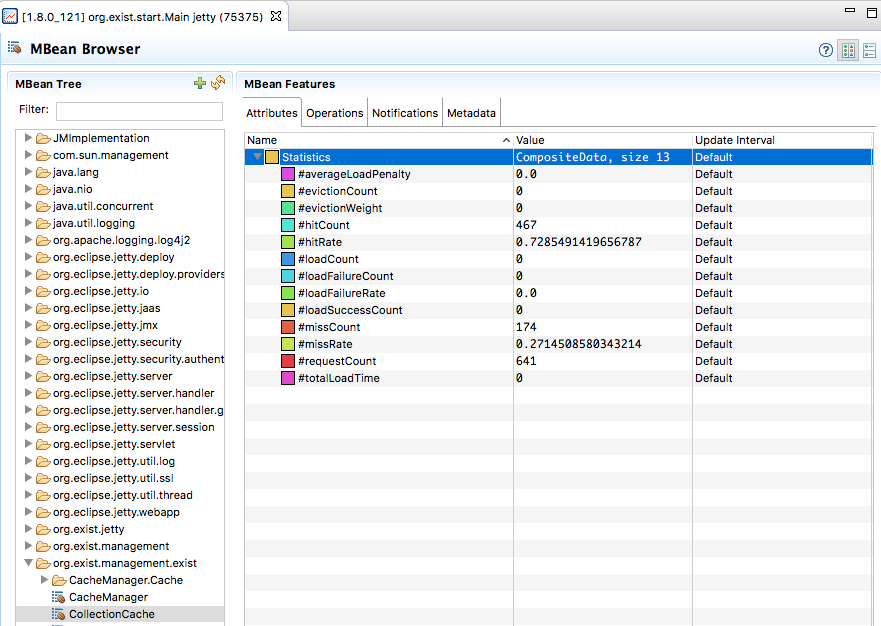 [1.8.0_121] org.exist.start.Main jetty (75375)
MBean Browser
MBean Tree
Filter:
JMImplementation
com.sun.management
java.lang
java.nio
java.util.concurrent
java.util.logging
org.apache.logging.log4j2
org.eclipse.jetty.deploy
org.eclipse.jetty.deploy.providers
org.eclipse.jetty.io
org.eclipse.jetty.jaas
org.eclipse.jetty.jmx
org.eclipse.jetty.security
org.eclipse.jetty.security.authent
org.eclipse.jetty.server
org.eclipse.jetty.server.handler
org.eclipse.jetty.server.handler.g
org.eclipse.jetty.server.session
org.eclipse.jetty.servlet
org.eclipse.jetty.util.log
org.eclipse.jetty.util.ssl
org.eclipse.jetty.util.thread
org.eclipse.jetty.webapp
org.exist.jetty
org.exist.management
org.exist.management.exist
CacheManager.Cache
CacheManager
CollectionCache
MBean Features
Attributes Operations Notifications Metadata
Name Value Update Interval
Statistics CompositeData, size 13 Default
#averageLoadPenalty 0.0 Default
#evictionCount 0 Default
#evictionWeight 0 Default
#hitCount 467 Default
#hitRate 0.7285491419656787 Default
#loadCount 0 Default
#loadFailureCount 0 Default
#loadFailureRate 0.0 Default
#loadSuccessCount 0 Default
#missCount 174 Default
#missRate 0.2714508580343214 Default
#requestCount 641 Default
#totalLoadTime 0 Default